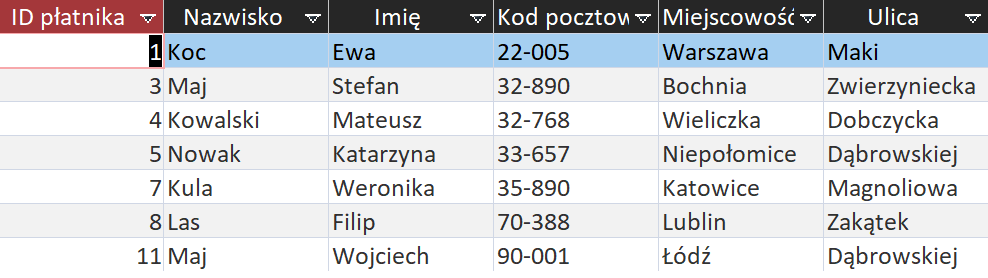 ID płatnika Nazwisko Imię Kod pocztow Miejscowość Ulica
1 Koc Ewa 22-005 Warszawa Maki
3 Maj Stefan 32-890 Bochnia Zwierzyniecka
4 Kowalski Mateusz 32-768 Wieliczka Dobczycka
5 Nowak Katarzyna 33-657 Niepołomice Dąbrowskiej
7 Kula Weronika 35-890 Katowice Magnoliowa
8 Las Filip 70-388 Lublin Zakątek
11 Maj Wojciech 90-001 Łódź Dąbrowskiej